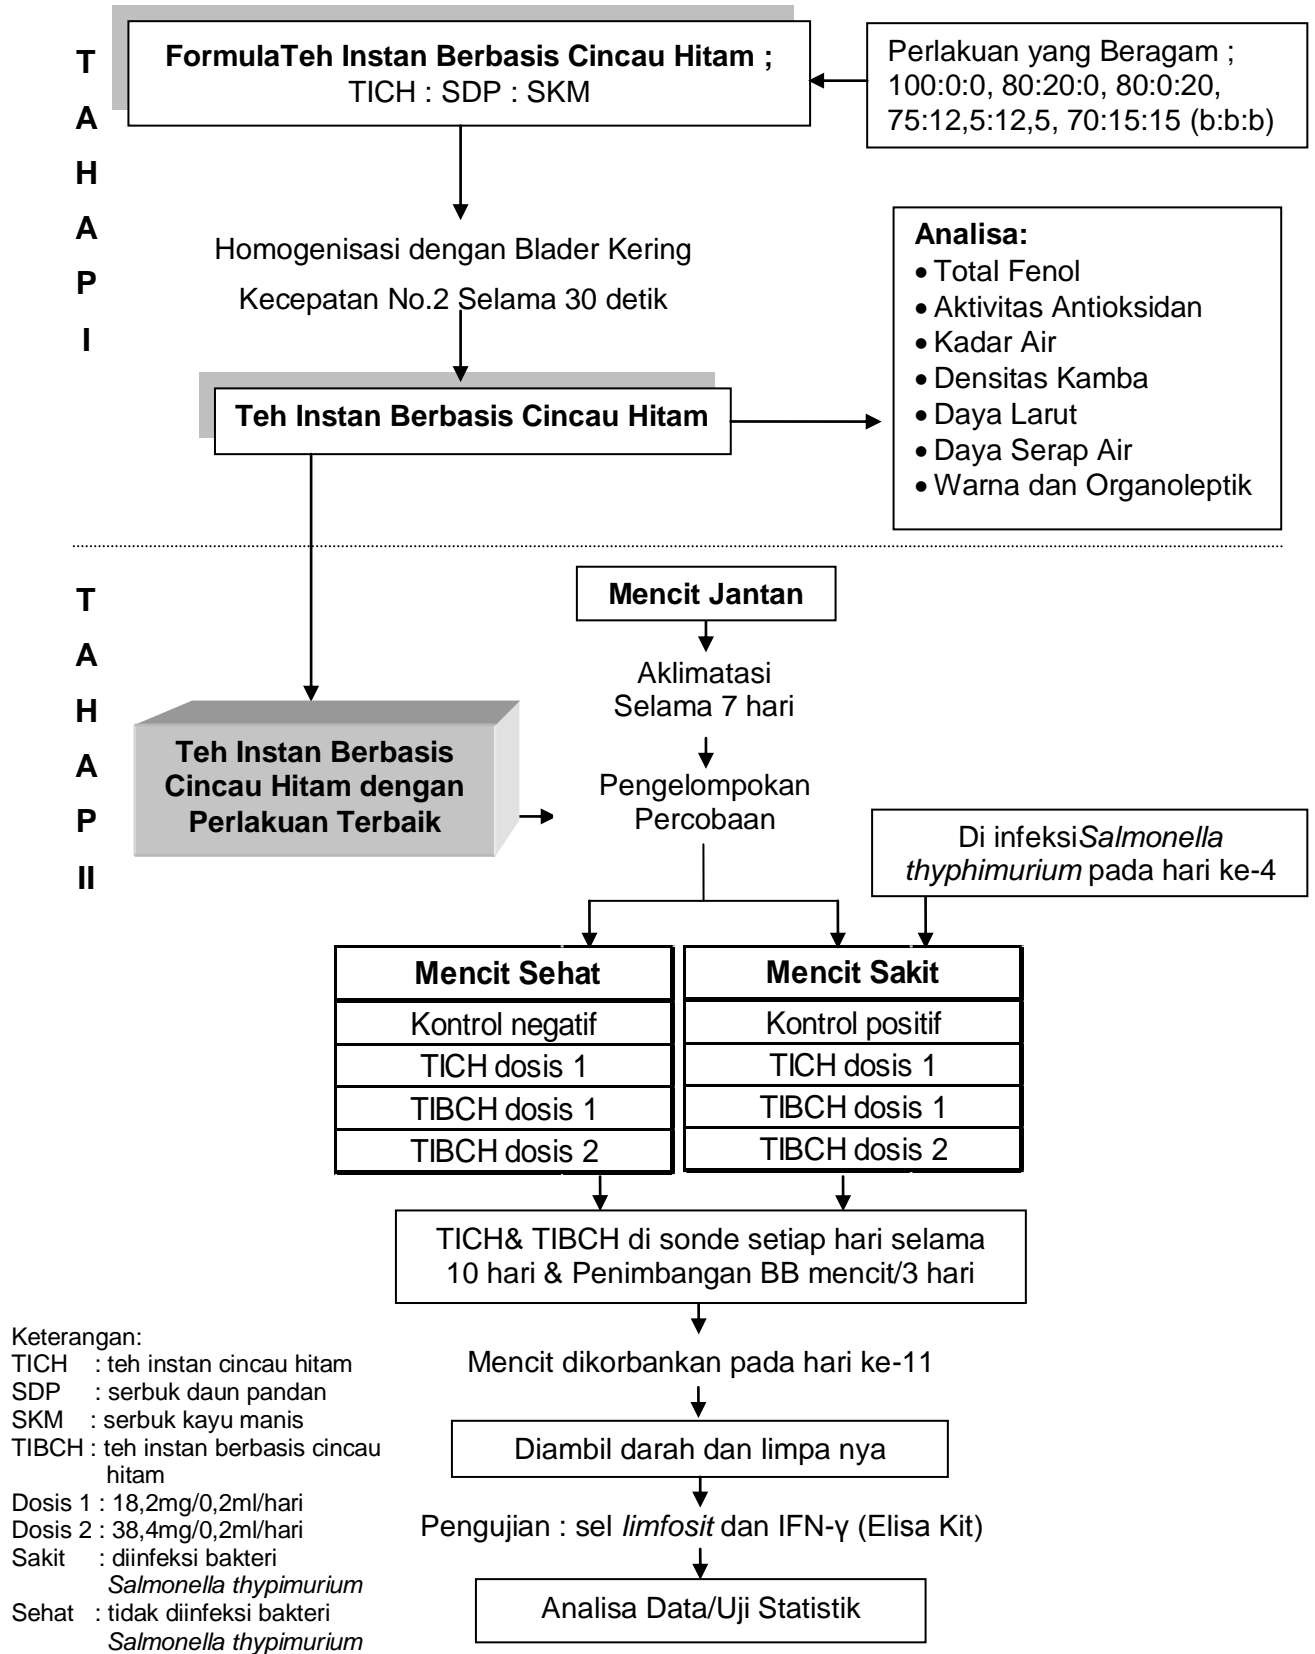 TAHAP I
FormulaTeh Instan Berbasis Cincau Hitam ;
TICH : SDP : SKM
Perlakuan yang Beragam ;
100:0:0, 80:20:0, 80:0:20,
75:12,5:12,5, 70:15:15 (b:b:b)
Homogenisasi dengan Blader Kering
Kecepatan No.2 Selama 30 detik
Teh Instan Berbasis Cincau Hitam
Analisa:
• Total Fenol
• Aktivitas Antioksidan
• Kadar Air
• Densitas Kamba
• Daya Larut
• Daya Serap Air
• Warna dan Organoleptik
TAHAP II
Mencit Jantan
Aklimatasi
Selama 7 hari
Teh Instan Berbasis
Cincau Hitam dengan
Perlakuan Terbaik
Pengelompokan
Percobaan
Di infeksiSalmonella
thyphimurium pada hari ke-4
Mencit Sehat
Kontrol negatif
TICH dosis 1
TIBCH dosis 1
TIBCH dosis 2
Mencit Sakit
Kontrol positif
TICH dosis 1
TIBCH dosis 1
TIBCH dosis 2
TICH& TIBCH di sonde setiap hari selama
10 hari & Penimbangan BB mencit/3 hari
Mencit dikorbankan pada hari ke-11
Diambil darah dan limpa nya
Pengujian : sel limfosit dan IFN-γ (Elisa Kit)
Analisa Data/Uji Statistik
Keterangan:
TICH : teh instan cincau hitam
SDP : serbuk daun pandan
SKM : serbuk kayu manis
TIBCH : teh instan berbasis cincau
hitam
Dosis 1 : 18,2mg/0,2ml/hari
Dosis 2 : 38,4mg/0,2ml/hari
Sakit : diinfeksi bakteri
Salmonella thypimurium
Sehat : tidak diinfeksi bakteri
Salmonella thypimurium